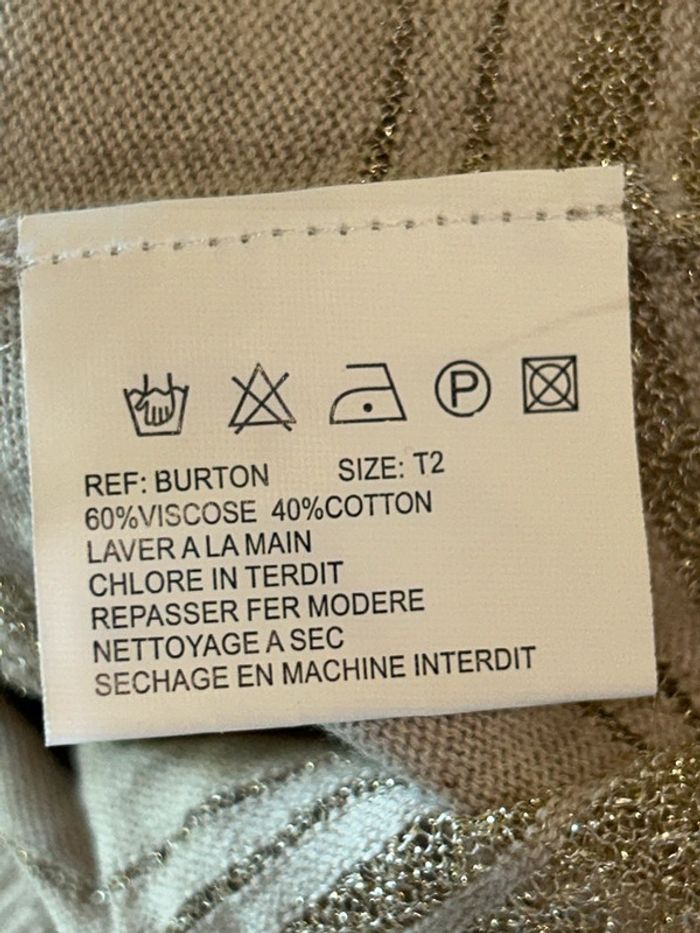 P
REF: BURTON SIZE: T2
60%VISCOSE 40%COTTON
LAVER A LA MAIN
CHLORE IN TERDIT
REPASSER FER MODERE
NETTOYAGE A SEC
SECHAGE EN MACHINE INTERDIT